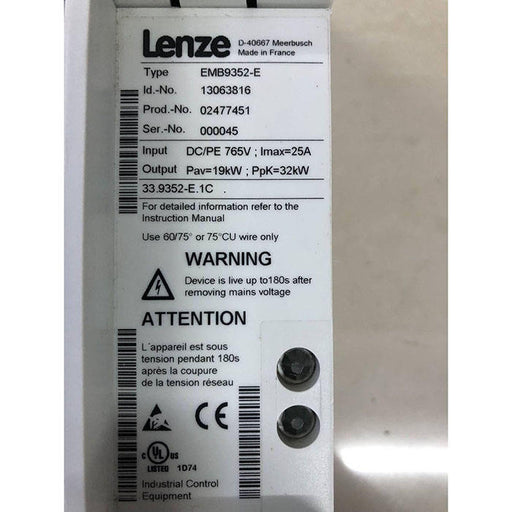 Lenze D-40667 Meerbusch
Made in France
Type EMB9352-E
Id.-No. 13063816
Prod.-No. 02477451
Ser.-No. 000045
Input DC/PE 765V ; Imax=25A
Output Pav=19kW ; PpK=32kW
33.9352-E.1C .
For detailed information refer to the
Instruction Manual
Use 60/75° or 75°CU wire only
WARNING
Device is live up to180s after
removing mains voltage
ATTENTION
L´appareil est sous
tension pendant 180s
après la coupure
de la tension réseau
CE
C UL US
LISTED 1D74
Industrial Control
Equipment